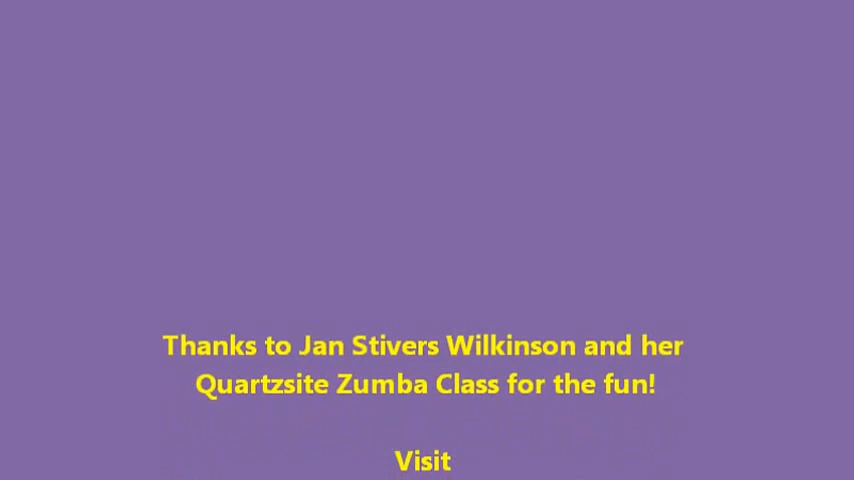 Thanks to Jan Stivers Wilkinson and her
Quartzsite Zumba Class for the fun!
Visit